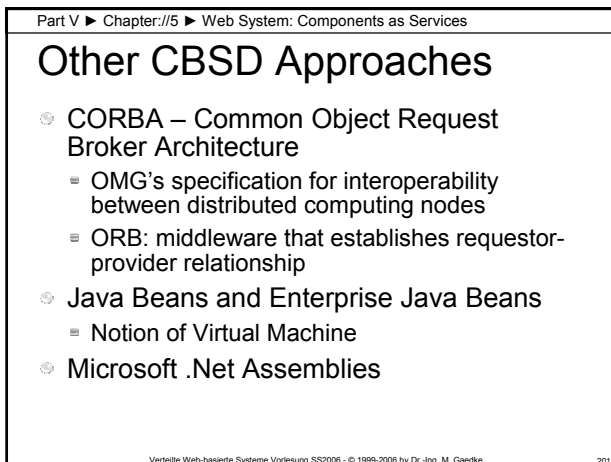 Part V ► Chapter://5 ► Web System: Components as Services
Other CBSD Approaches
CORBA – Common Object Request
Broker Architecture
OMG's specification for interoperability
between distributed computing nodes
ORB: middleware that establishes requestor-
provider relationship
Java Beans and Enterprise Java Beans
Notion of Virtual Machine
Microsoft .Net Assemblies
Verteilte Web-basierte Systeme Vorlesung SS2006 - © 1999-2006 by Dr.-Ing. M. Gaedke 201